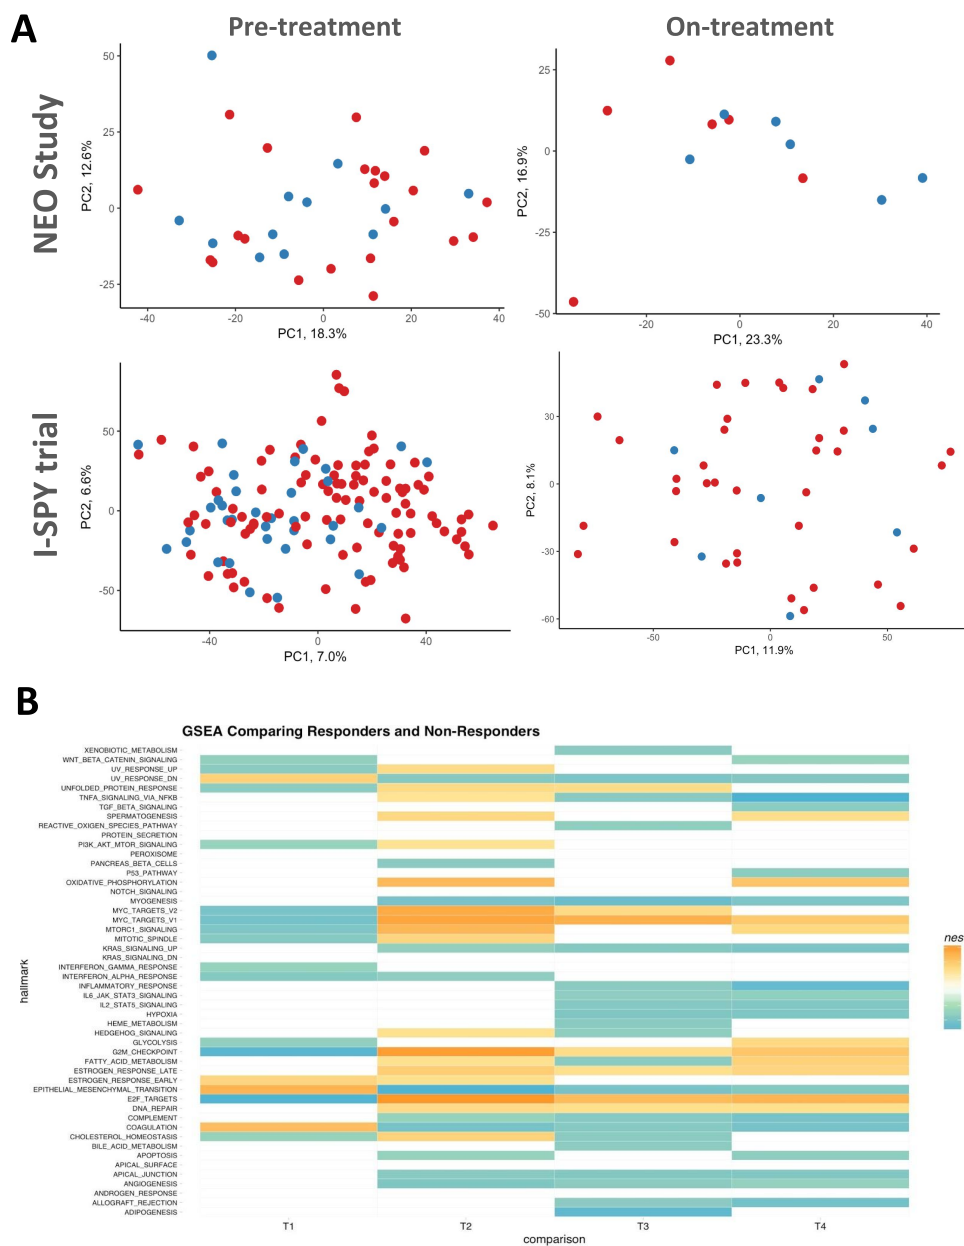 A
Pre-treatment
On-treatment
NEO Study
50
25
0
-25
PC2, 12.6%
-40
-20
0
20
40
PC1, 18.3%
25
0
-25
-50
PC2, 16.9%
-20
0
20
40
PC1, 23.3%
I-SPY trial
50
0
-50
PC2, 6.6%
-40
0
40
PC1, 7.0%
30
0
-30
-60
PC2, 8.1%
-50
0
50
PC1, 11.9%
B
GSEA Comparing Responders and Non-Responders
hallmark
XENOBIOTIC_METABOLISM
WNT_BETA_CATENIN_SIGNALING
UV_RESPONSE_UP
UV_RESPONSE_DN
UNFOLDED_PROTEIN_RESPONSE
TNFA_SIGNALING_VIA_NFKB
TGF_BETA_SIGNALING
SPERMATOGENESIS
REACTIVE_OXIGEN_SPECIES_PATHWAY
PROTEIN_SECRETION
PI3K_AKT_MTOR_SIGNALING
PEROXISOME
PANCREAS_BETA_CELLS
P53_PATHWAY
OXIDATIVE_PHOSPHORYLATION
NOTCH_SIGNALING
MYOGENESIS
MYC_TARGETS_V2
MYC_TARGETS_V1
MTORC1_SIGNALING
MITOTIC_SPINDLE
KRAS_SIGNALING_UP
KRAS_SIGNALING_DN
INTERFERON_GAMMA_RESPONSE
INTERFERON_ALPHA_RESPONSE
INFLAMMATORY_RESPONSE
IL6_JAK_STAT3_SIGNALING
IL2_STAT5_SIGNALING
HYPOXIA
HEME_METABOLISM
HEDGEHOG_SIGNALING
GLYCOLYSIS
G2M_CHECKPOINT
FATTY_ACID_METABOLISM
ESTROGEN_RESPONSE_LATE
ESTROGEN_RESPONSE_EARLY
EPITHELIAL_MESENCHYMAL_TRANSITION
E2F_TARGETS
DNA_REPAIR
COMPLEMENT
COAGULATION
CHOLESTEROL_HOMEOSTASIS
BILE_ACID_METABOLISM
APOPTOSIS
APICAL_SURFACE
APICAL_JUNCTION
ANGIOGENESIS
ANDROGEN_RESPONSE
ALLOGRAFT_REJECTION
ADIPOGENESIS
T1
T2
T3
T4
comparison
nes